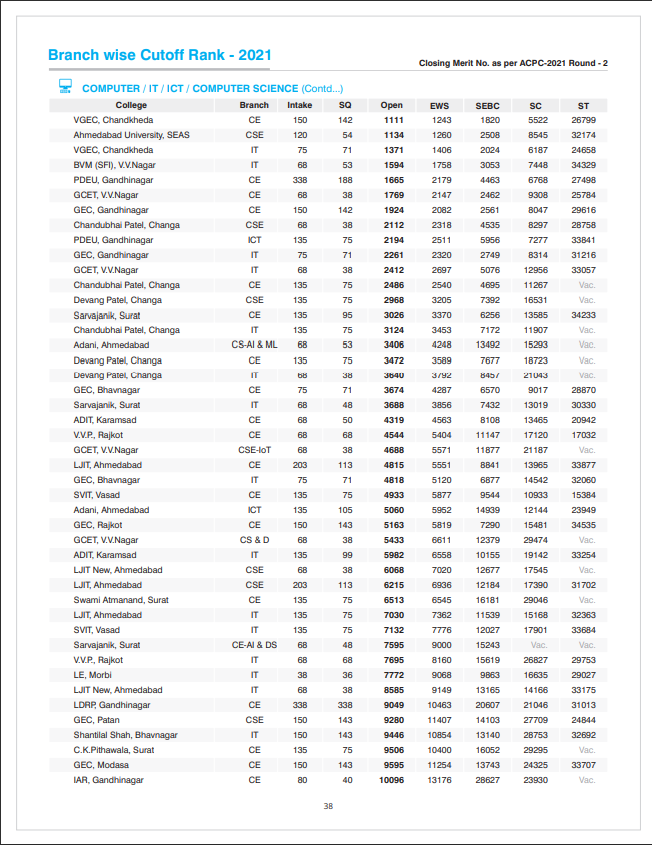 Branch wise Cutoff Rank - 2021
Closing Merit No. as per ACPC-2021 Round - 2
COMPUTER / IT / ICT / COMPUTER SCIENCE (Contd...)
College Branch Intake SQ Open EWS SEBC SC ST
VGEC, Chandkheda CE 150 142 1111 1243 1820 5522 26799
Ahmedabad University, SEAS CSE 120 54 1134 1260 2508 8545 32174
VGEC, Chandkheda IT 75 71 1371 1406 2024 6187 24658
BVM (SFI), V.V.Nagar IT 68 53 1594 1758 3053 7448 34329
PDEU, Gandhinagar CE 338 188 1665 2179 4463 6768 27498
GCET, V.V.Nagar CE 68 38 1769 2147 2462 9308 25784
GEC, Gandhinagar CE 150 142 1924 2082 2561 8047 29616
Chandubhai Patel, Changa CSE 68 38 2112 2318 4535 8297 28758
PDEU, Gandhinagar ICT 135 75 2194 2511 5956 7277 33841
GEC, Gandhinagar IT 75 71 2261 2320 2749 8314 31216
GCET, V.V.Nagar IT 68 38 2412 2697 5076 12956 33057
Chandubhai Patel, Changa CE 135 75 2486 2540 4695 11267 Vac.
Devang Patel, Changa CSE 135 75 2968 3205 7392 16531 Vac.
Sarvajanik, Surat CE 135 95 3026 3370 6256 13585 34233
Chandubhai Patel, Changa IT 135 75 3124 3453 7172 11907 Vac.
Adani, Ahmedabad CS-AI & ML 68 53 3406 4248 13492 15293 Vac.
Devang Patel, Changa CE 135 75 3472 3589 7677 18723 Vac.
Devang Patel, Changa IT 68 38 3640 3792 8457 21043 Vac.
GEC, Bhavnagar CE 75 71 3674 4287 6570 9017 28870
Sarvajanik, Surat IT 68 48 3688 3856 7432 13019 30330
ADIT, Karamsad CE 68 50 4319 4563 8108 13465 20942
V.V.P., Rajkot CE 68 68 4544 5404 11147 17120 17032
GCET, V.V.Nagar CSE-IoT 68 38 4688 5571 11877 21187 Vac.
LJIT, Ahmedabad CE 203 113 4815 5551 8841 13965 33877
GEC, Bhavnagar IT 75 71 4818 5120 6877 14542 32060
SVIT, Vasad CE 135 75 4933 5877 9544 10933 15384
Adani, Ahmedabad ICT 135 105 5060 5952 14939 12144 23949
GEC, Rajkot CE 150 143 5163 5819 7290 15481 34535
GCET, V.V.Nagar CS & D 68 38 5433 6611 12379 29474 Vac.
ADIT, Karamsad IT 135 99 5982 6558 10155 19142 33254
LJIT New, Ahmedabad CSE 68 38 6068 7020 12677 17545 Vac.
LJIT, Ahmedabad CSE 203 113 6215 6936 12184 17390 31702
Swami Atmanand, Surat CE 135 75 6513 6545 16181 29046 Vac.
LJIT, Ahmedabad IT 135 75 7030 7362 11539 15168 32363
SVIT, Vasad IT 135 75 7132 7776 12027 17901 33684
Sarvajanik, Surat CE-AI & DS 68 48 7595 9000 15243 Vac. Vac.
V.V.P., Rajkot IT 68 68 7695 8160 15619 26827 29753
LE, Morbi IT 38 36 7772 9068 9863 16635 29027
LJIT New, Ahmedabad IT 68 38 8585 9149 13165 14166 33175
LDRP, Gandhinagar CE 338 338 9049 10463 20607 21046 31013
GEC, Patan CSE 150 143 9280 11407 14103 27709 24844
Shantilal Shah, Bhavnagar IT 150 143 9446 10854 13140 28753 32692
C.K.Pithawala, Surat CE 135 75 9506 10400 16052 29295 Vac.
GEC, Modasa CE 150 143 9595 11254 13743 24325 33707
IAR, Gandhinagar CE 80 40 10096 13176 28627 23930 Vac.
38